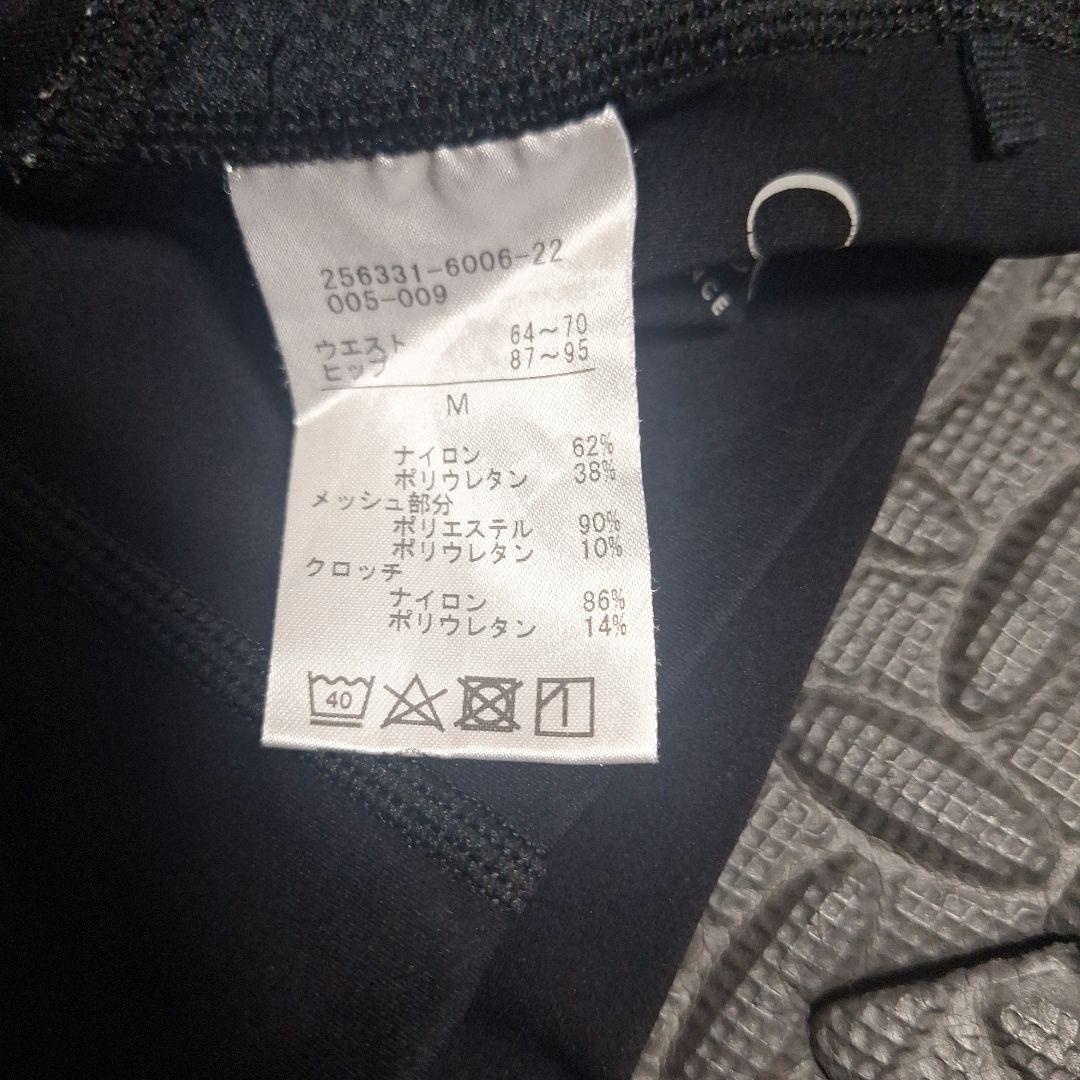 256331-6006-22
005-009
ウエスト 64～70
ヒップ 87～95
M
ナイロン 62%
ポリウレタン 38%
メッシュ部分
ポリエステル 90%
ポリウレタン 10%
クロッチ
ナイロン 86%
ポリウレタン 14%
40